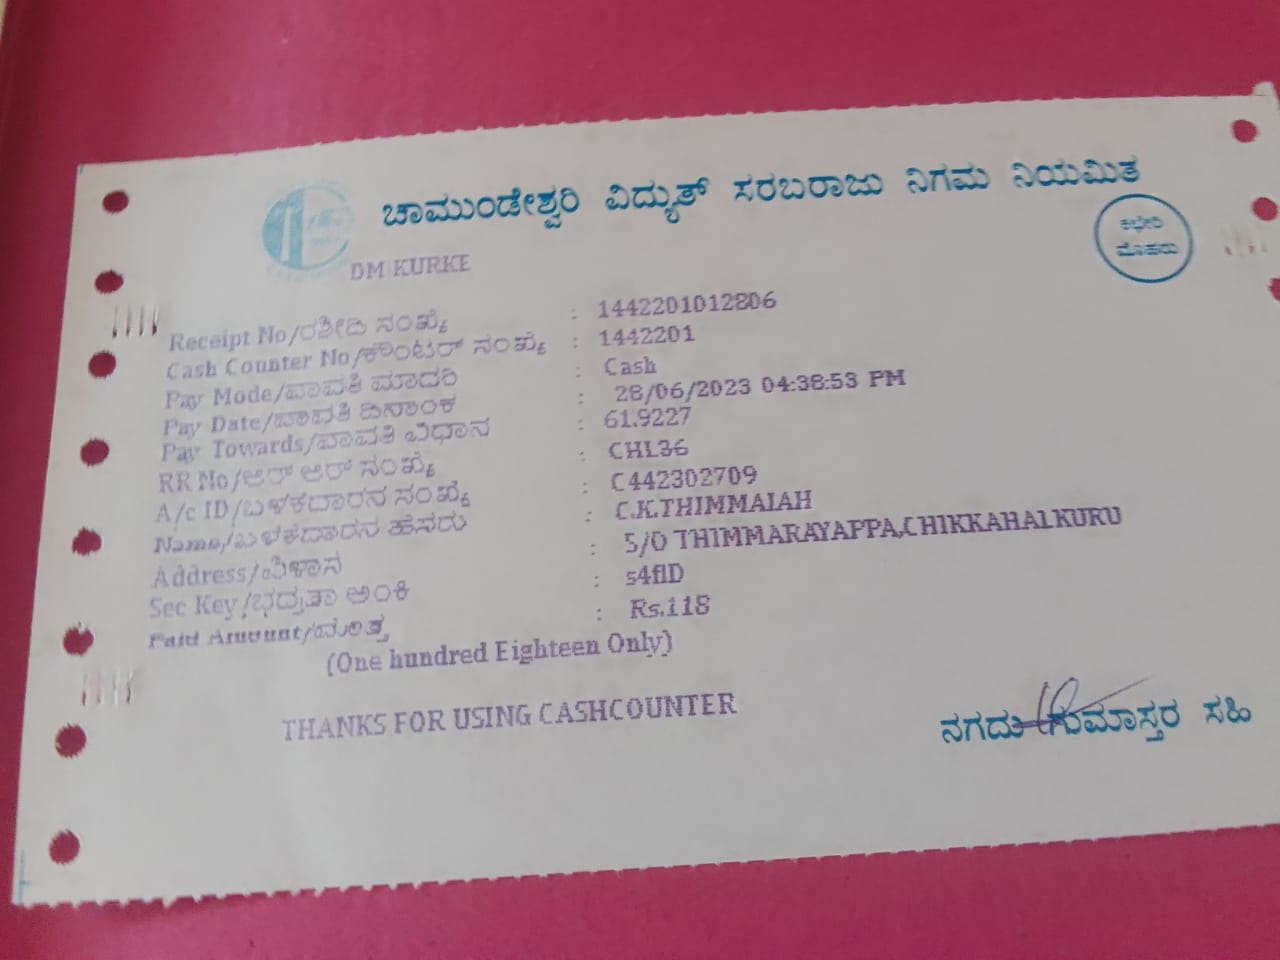 ಚಾಮುಂಡೇಶ್ವರಿ ವಿದ್ಯುತ್ ಸರಬರಾಜು ನಿಗಮ ನಿಯಮಿತ
ಕಛೇರಿ
ಮೊಹರು
DM KURKE
Receipt No/ರಶೀದಿ ಸಂಖ್ಯೆ : 1442201012806
Cash Counter No/ಕೌಂಟರ್ ಸಂಖ್ಯೆ : 1442201
Pay Mode/ಪಾವತಿ ಮಾದರಿ : Cash
Pay Date/ಪಾವತಿ ದಿನಾಂಕ : 28/06/2023 04:38:53 PM
Pay Towards/ಪಾವತಿ ವಿಧಾನ : 61.9227
RR No/ಆರ್ ಆರ್ ಸಂಖ್ಯೆ : CHL36
A/c ID/ಬಳಕೆದಾರನ ಸಂಖ್ಯೆ : C442302709
Name/ಬಳಕೆದಾರನ ಹೆಸರು : C.K.THIMMAIAH
Address/ವಿಳಾಸ : S/O THIMMARAYAPPA,CHIKKAHALKURU
Sec Key/ಭದ್ರತಾ ಅಂಕಿ : s4flD
Paid Amount/ಮೊತ್ತ : Rs.118
(One hundred Eighteen Only)
THANKS FOR USING CASHCOUNTER
ನಗದು ಗುಮಾಸ್ತರ ಸಹಿ